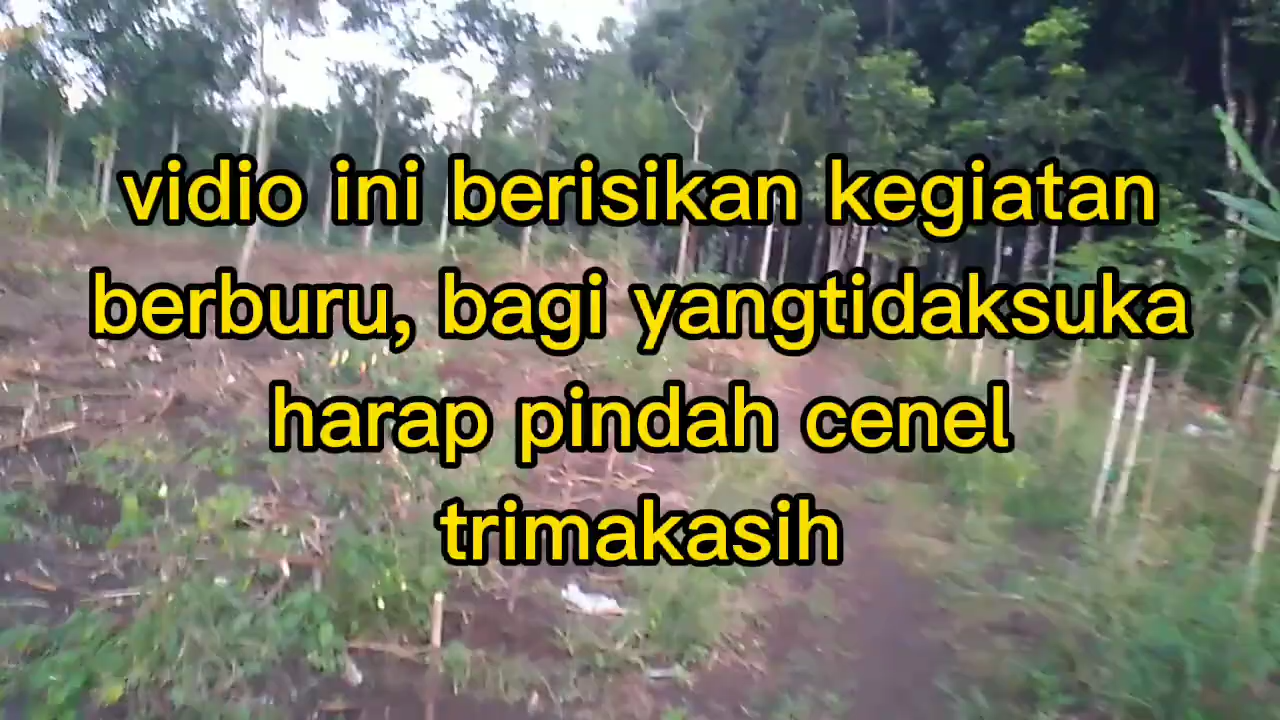 vidio ini berisikan kegiatan
berburu, bagi yangtidaksuka
harap pindah cenel
trimakasih